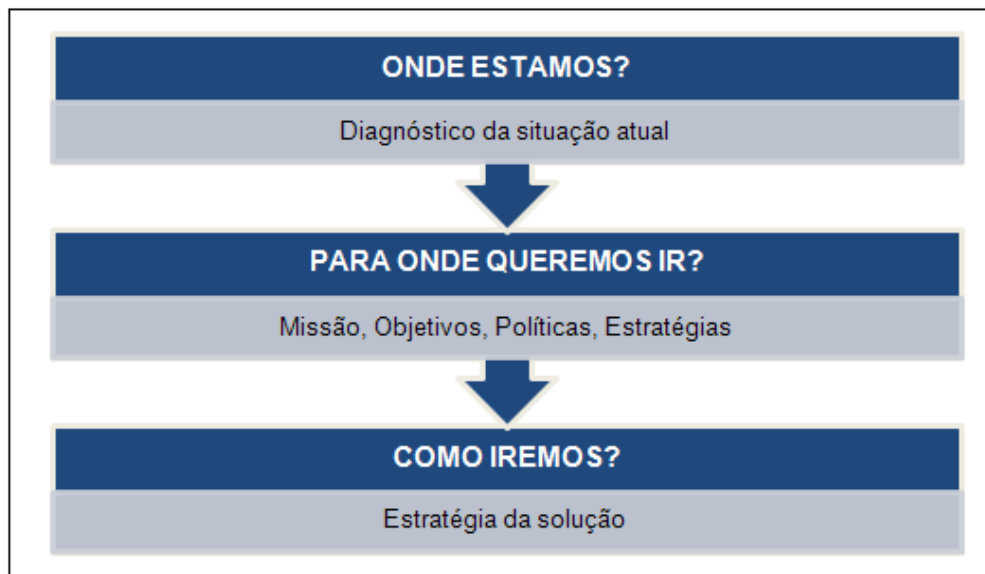 ONDE ESTAMOS?
Diagnóstico da situação atual
PARA ONDE QUEREMOS IR?
Missão, Objetivos, Políticas, Estratégias
COMO IREMOS?
Estratégia da solução